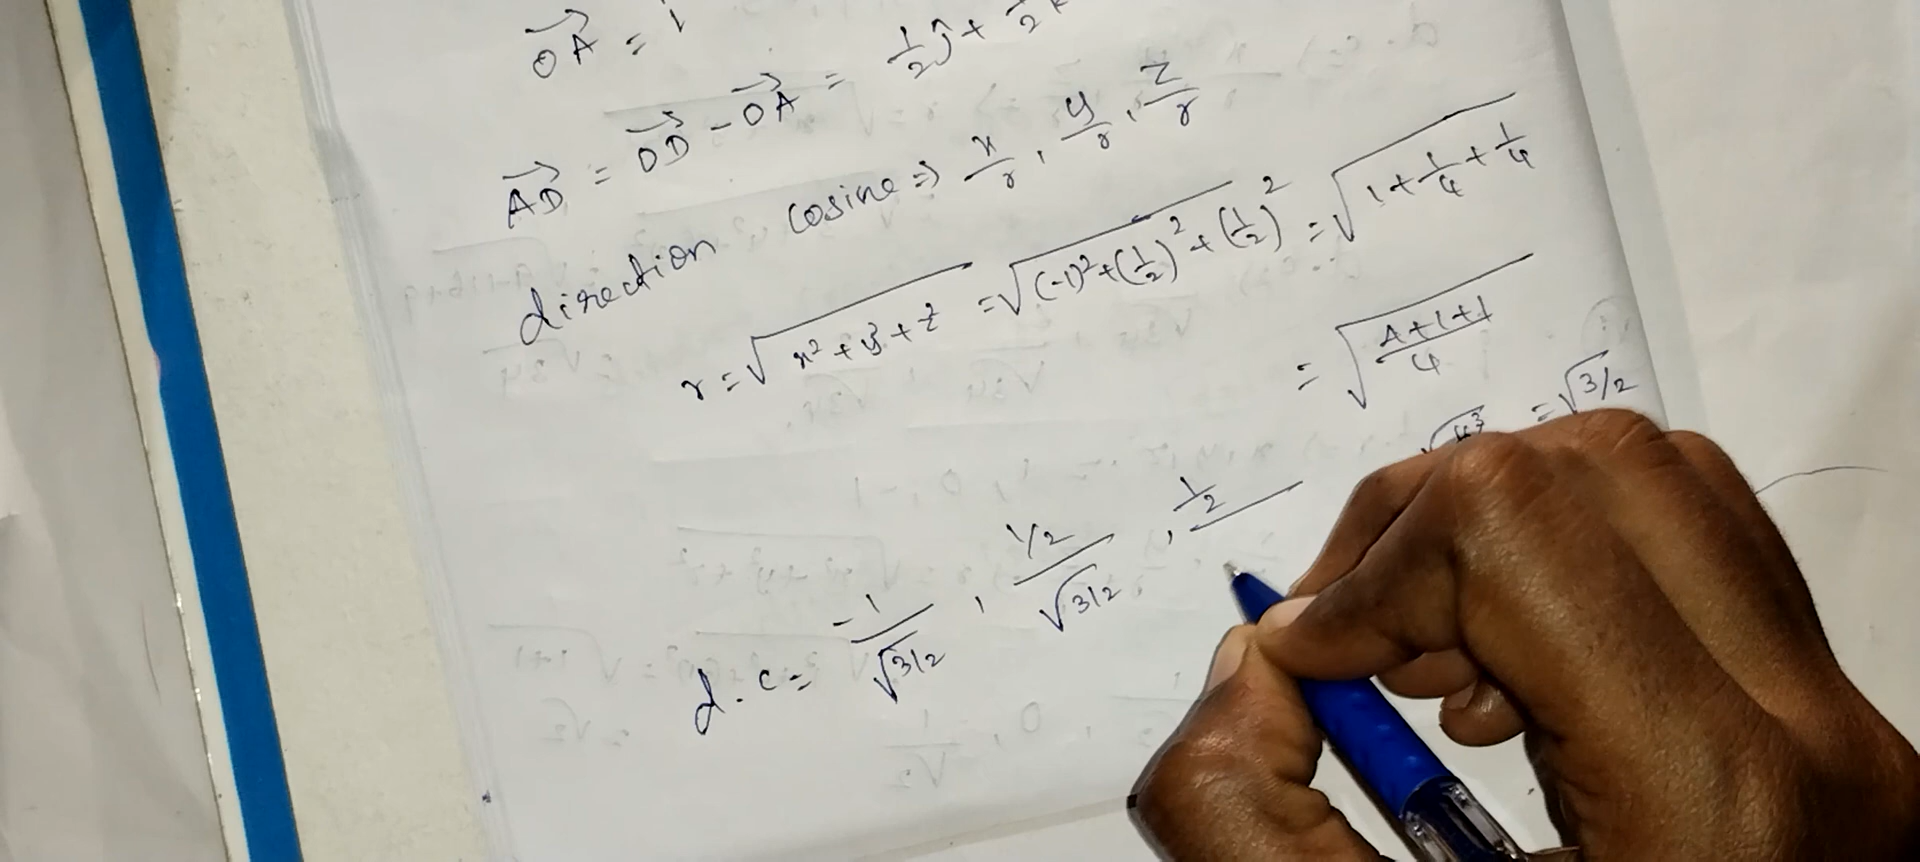 OA = i
AD = OD - OA = 1/2 j +
direction cosine ⇒ x/r, y/r, z/r
r = √(x² + y² + z²) = √((-1)² + (1/2)² + (1/2)²) = √(1 + 1/4 + 1/4)
= √((4+1+1)/4)
= √3/2
d.c = -1/√3/2, 1/2/√3/2, 1/2